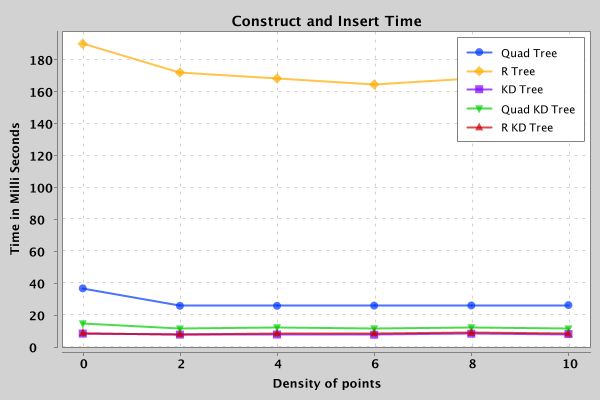 Construct and Insert Time
Time in Milli Seconds
180
160
140
120
100
80
60
40
20
0
0 2 4 6 8 10
Density of points
Quad Tree
R Tree
KD Tree
Quad KD Tree
R KD Tree